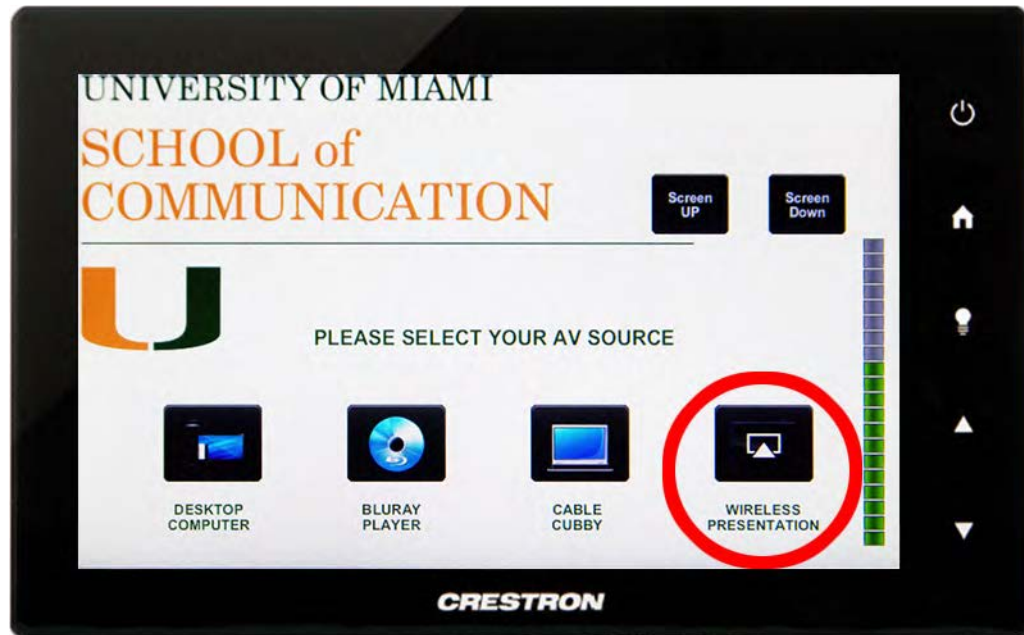 UNIVERSITY OF MIAMI
SCHOOL of
COMMUNICATION
Screen
UP
Screen
Down
PLEASE SELECT YOUR AV SOURCE
DESKTOP
COMPUTER
BLURAY
PLAYER
CABLE
CUBBY
WIRELESS
PRESENTATION
CRESTRON